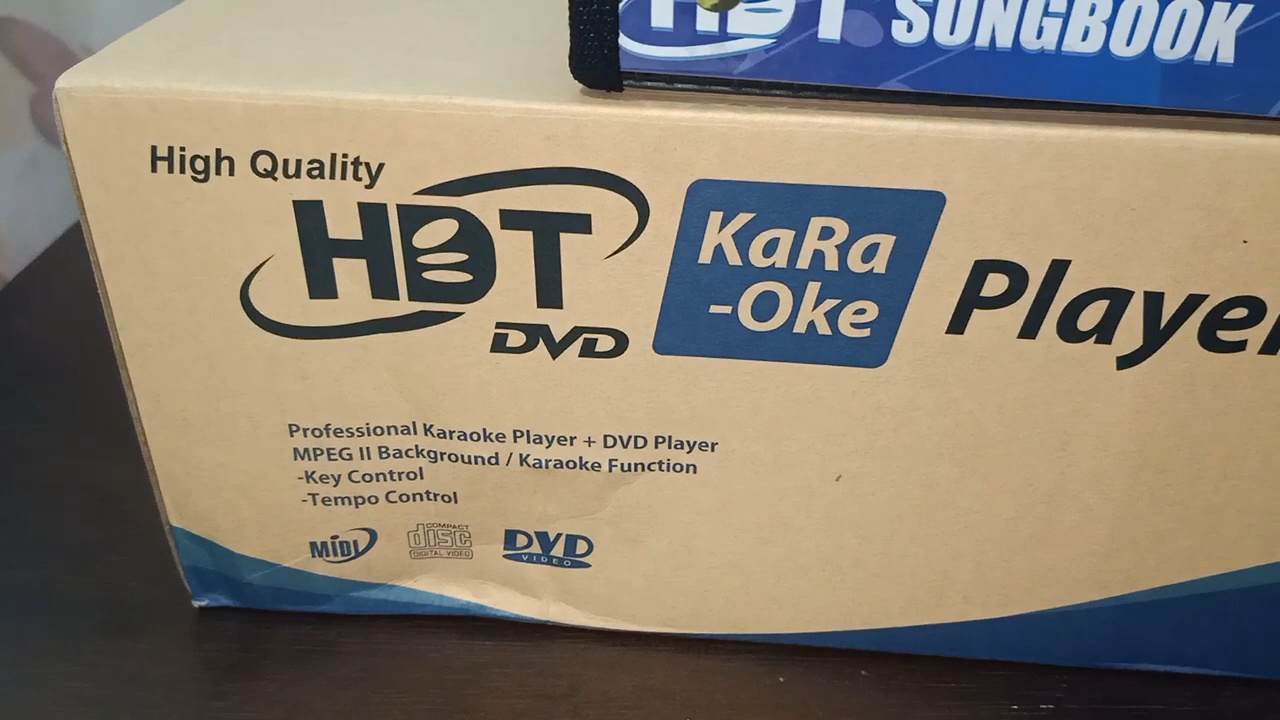 HDT SONGBOOK
High Quality
HDT
DVD
KaRa
-Oke
Player
Professional Karaoke Player + DVD Player
MPEG II Background / Karaoke Function
-Key Control
-Tempo Control
MiDi
COMPACT
disc
DIGITAL VIDEO
DVD
VIDEO